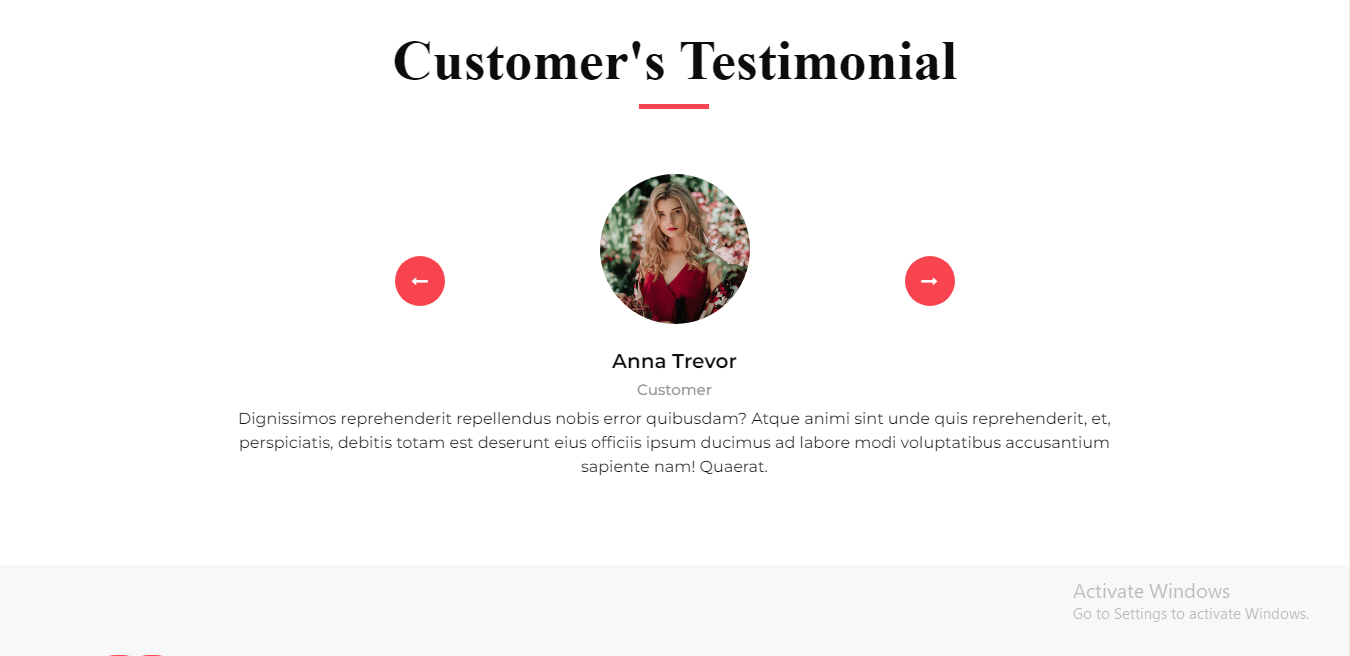 Customer's Testimonial
Anna Trevor
Customer
Dignissimos reprehenderit repellendus nobis error quibusdam? Atque animi sint unde quis reprehenderit, et,
perspiciatis, debitis totam est deserunt eius officiis ipsum ducimus ad labore modi voluptatibus accusantium
sapiente nam! Quaerat.
Activate Windows
Go to Settings to activate Windows.